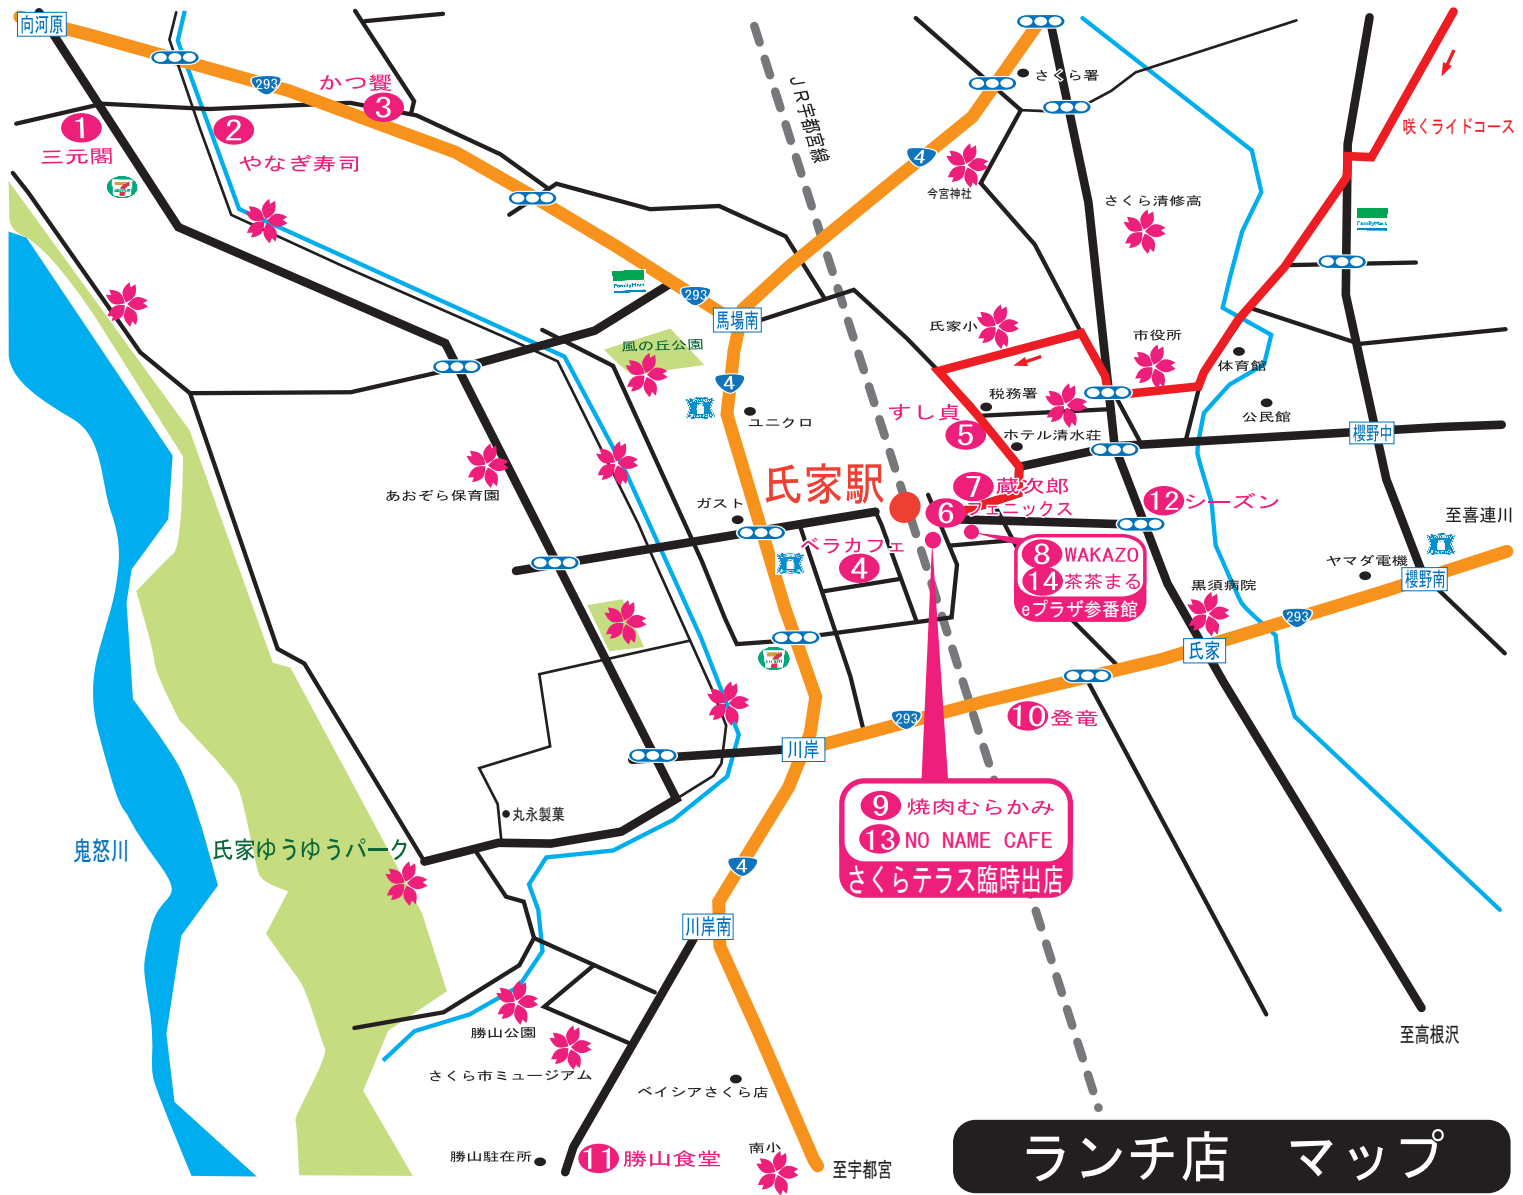 向河原
293
かつ饗
3
1
三元閣
2
やなぎ寿司
JR宇都宮線
さくら署
4
今宮神社
咲くライドコース
さくら清修高
FamilyMart
FamilyMart
293
馬場南
風の丘公園
氏家小
市役所
体育館
4
ユニクロ
税務署
すし貞
5
ホテル清水荘
公民館
櫻野中
あおぞら保育園
ガスト
氏家駅
7
蔵次郎
6
フェニックス
12
シーズン
至喜連川
ベラカフェ
4
8
WAKAZO
14
茶茶まる
eプラザ参番館
ヤマダ電機
櫻野南
黒須病院
293
氏家
293
10
登竜
川岸
9
焼肉むらかみ
13
NO NAME CAFE
さくらテラス臨時出店
丸永製菓
鬼怒川
氏家ゆうゆうパーク
4
川岸南
勝山公園
さくら市ミュージアム
ベイシアさくら店
至高根沢
勝山駐在所
11
勝山食堂
南小
至宇都宮
ランチ店 マップ